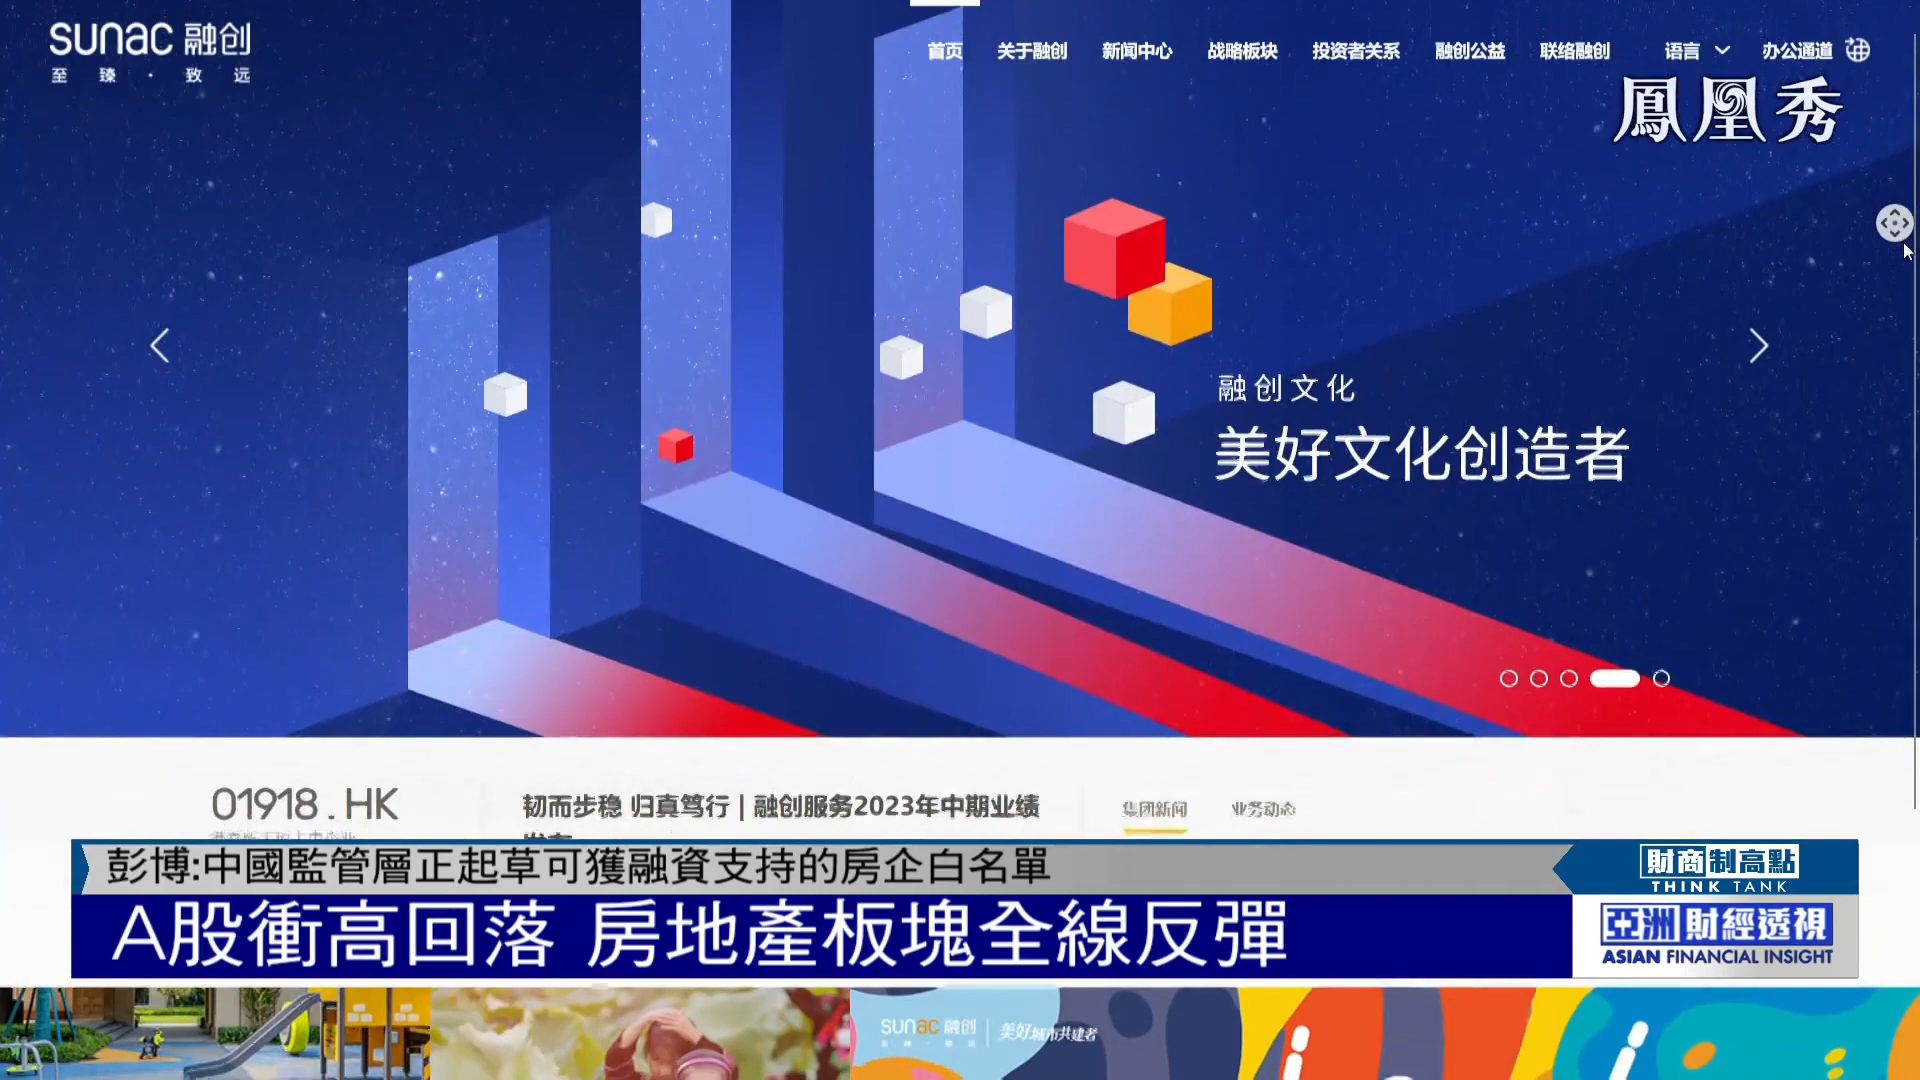 sunac 融创
至 臻 · 致 远
首页 关于融创 新闻中心 战略板块 投资者关系 融创公益 联络融创 语言 办公通道
鳳凰秀
融创文化
美好文化创造者
01918.HK
韧而步稳 归真笃行 | 融创服务2023年中期业绩
集团新闻 业务动态
彭博:中國監管層正起草可獲融資支持的房企白名單
財商制高點
THINK TANK
A股衝高回落 房地產板塊全線反彈
亞洲財經透視
ASIAN FINANCIAL INSIGHT
sunac 融创 美好城市共建者